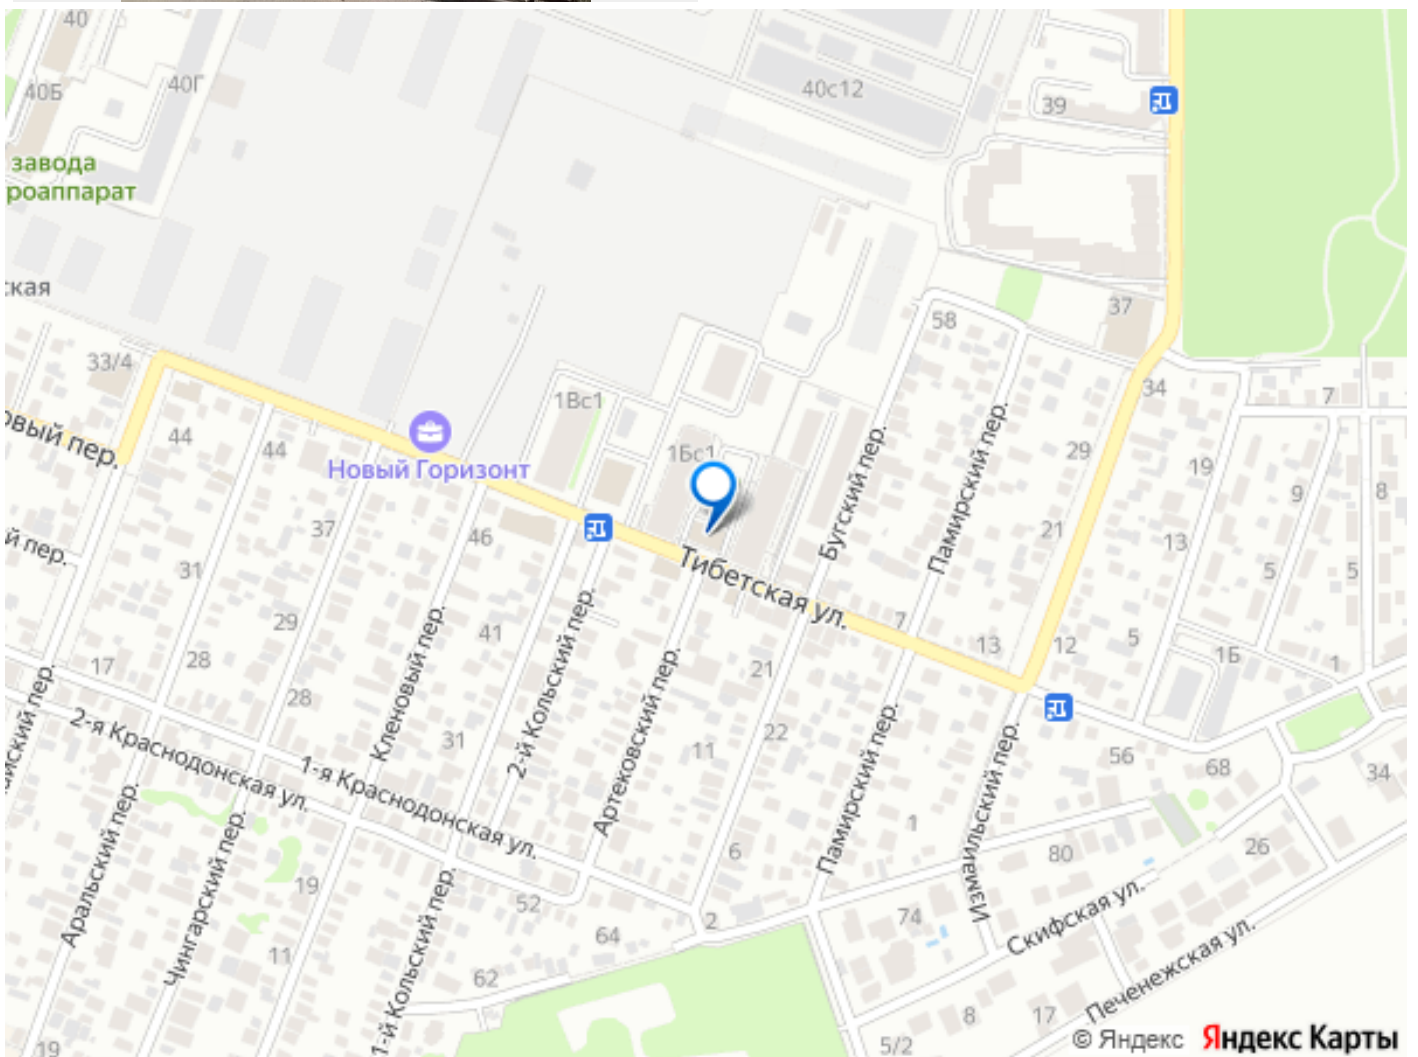 40
40Б
40Г
40с12
39
завода
роаппарат
ская
58
37
33/4
1Вс1
34
7
овый пер.
44
44
Новый Горизонт
1Бс1
Бугский пер.
Памирский пер.
29
19
9
8
й пер.
37
46
21
13
5
5
31
Тибетская ул.
29
41
7
13
12
5
1Б
1
17
28
28
21
Кленовый пер.
2-й Кольский пер.
Артековский пер.
2-я Краснодонская ул.
1-я Краснодонская ул.
31
11
22
Памирский пер.
Измаильский пер.
56
68
34
айский пер.
Аральский пер.
Чингарский пер.
19
6
1
80
26
52
64
2
74
Скифская ул.
11
62
1-й Кольский пер.
Печенежская ул.
19
8
17
5/2
© Яндекс Яндекс Карты